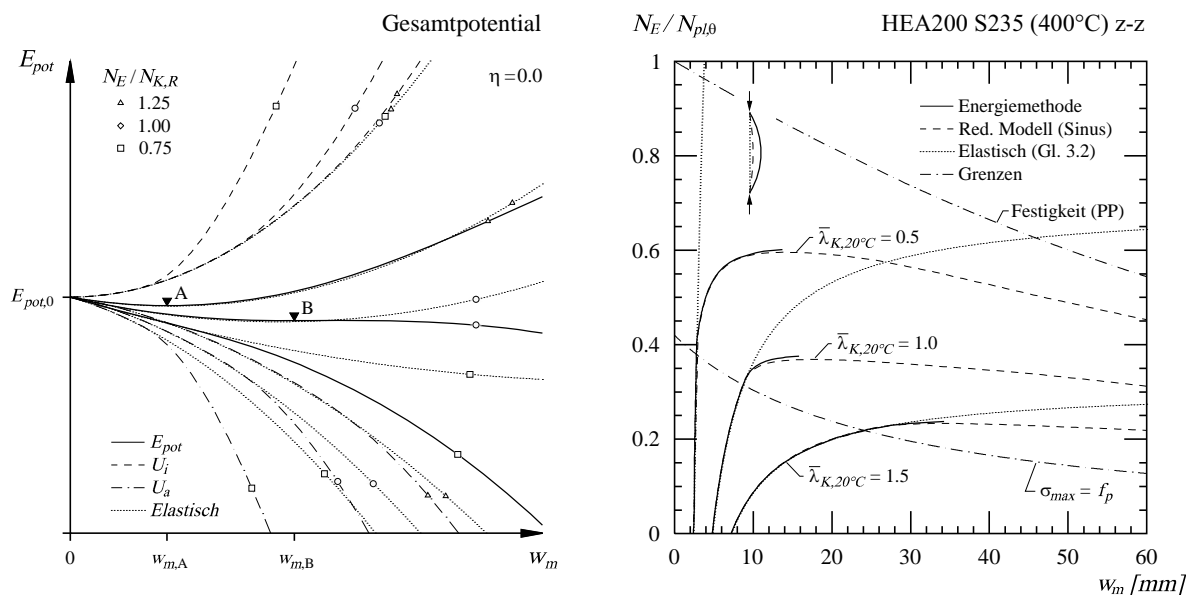 Gesamtpotential
E_pot
N_E / N_K,R
1.25
1.00
0.75
η = 0.0
E_pot,0
A
B
E_pot
U_i
U_a
Elastisch
0
w_m,A
w_m,B
w_m
N_E / N_pl,θ
HEA200 S235 (400°C) z-z
1
0.8
0.6
0.4
0.2
0
Energiemethode
Red. Modell (Sinus)
Elastisch (Gl. 3.2)
Grenzen
Festigkeit (PP)
λ̅_K,20°C = 0.5
λ̅_K,20°C = 1.0
λ̅_K,20°C = 1.5
σ_max = f_p
0
10
20
30
40
50
60
w_m [mm]